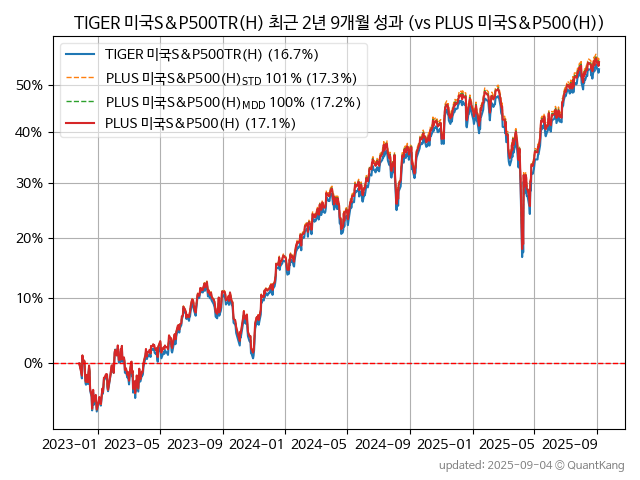 TIGER 미국S&P500TR(H) 최근 2년 9개월 성과 (vs PLUS 미국S&P500(H))
TIGER 미국S&P500TR(H) (16.7%)
PLUS 미국S&P500(H)STD 101% (17.3%)
PLUS 미국S&P500(H)MDD 100% (17.2%)
PLUS 미국S&P500(H) (17.1%)
50%
40%
30%
20%
10%
0%
2023-01 2023-05 2023-09 2024-01 2024-05 2024-09 2025-01 2025-05 2025-09
updated: 2025-09-04 © QuantKang